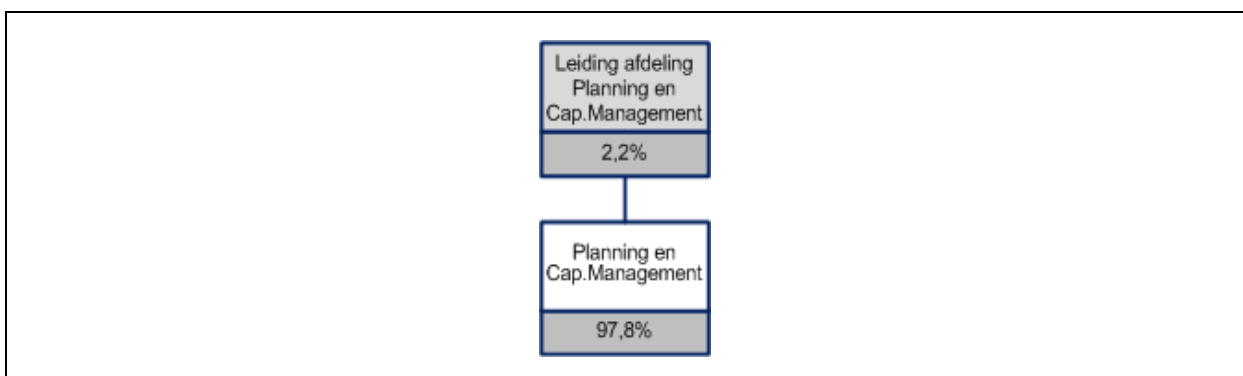 Leiding afdeling
Planning en
Cap.Management
2,2%
Planning en
Cap.Management
97,8%